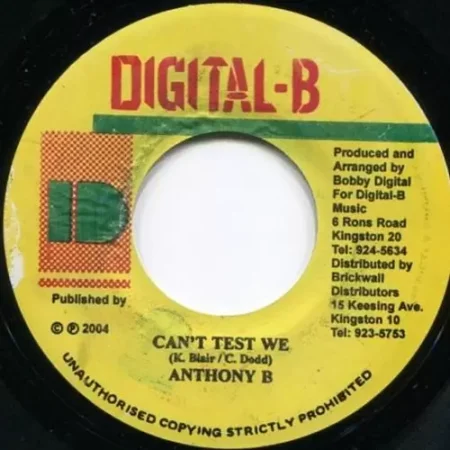 DIGITAL-B
D
Produced and
Arranged by
Bobby Digital
For Digital-B
Music
6 Rons Road
Kingston 20
Tel: 924-5634
Distributed by
Brickwall
Distributors
15 Keesing Ave.
Kingston 10
Tel: 923-5753
Published by
© ℗ 2004
CAN'T TEST WE
(K. Blair / C. Dodd)
ANTHONY B
UNAUTHORISED COPYING STRICTLY PROHIBITED